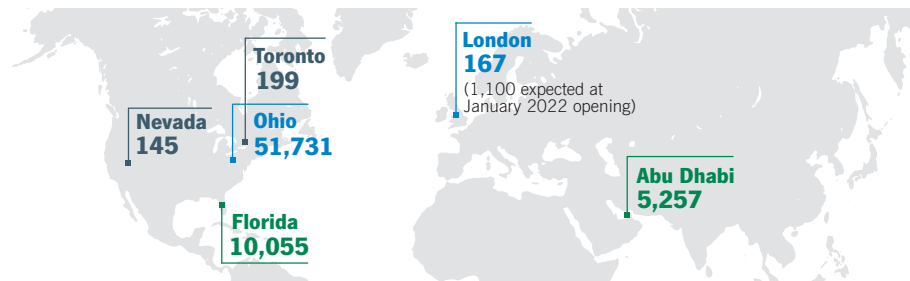 Toronto
199
Nevada
145
Ohio
51,731
Florida
10,055
London
167
(1,100 expected at
January 2022 opening)
Abu Dhabi
5,257